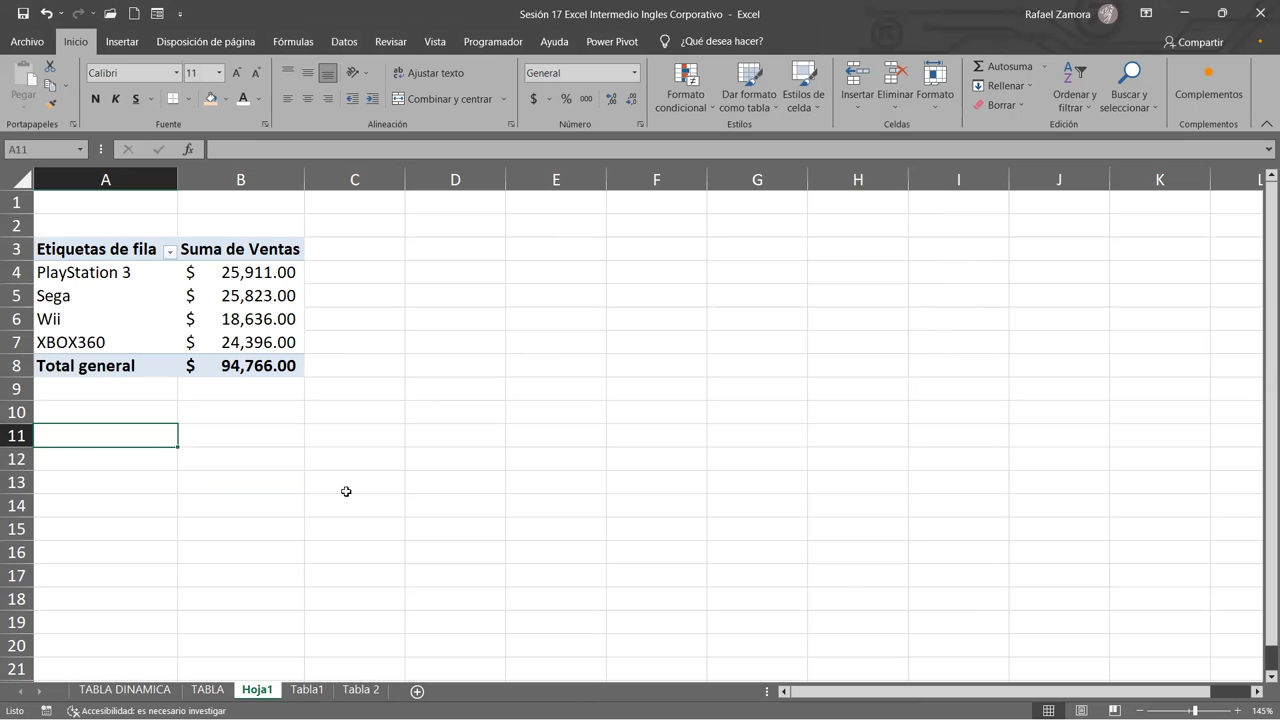 Sesión 17 Excel Intermedio Ingles Corporativo - Excel
Rafael Zamora
Archivo Inicio Insertar Disposición de página Fórmulas Datos Revisar Vista Programador Ayuda Power Pivot ¿Qué desea hacer? Compartir
Pegar
Portapapeles
Calibri 11
N K S
Fuente
Ajustar texto
Combinar y centrar
Alineación
General
$ % 000
Número
Formato condicional
Dar formato como tabla
Estilos de celda
Estilos
Insertar Eliminar Formato
Celdas
Autosuma
Rellenar
Borrar
Ordenar y filtrar
Buscar y seleccionar
Edición
Complementos
Complementos
A11 fx
A B C D E F G H I J K L
1
2
3 Etiquetas de fila Suma de Ventas
4 PlayStation 3 $ 25,911.00
5 Sega $ 25,823.00
6 Wii $ 18,636.00
7 XBOX360 $ 24,396.00
8 Total general $ 94,766.00
9
10
11
12
13
14
15
16
17
18
19
20
21
TABLA DINAMICA TABLA Hoja1 Tabla1 Tabla 2
Listo Accesibilidad: es necesario investigar 145%